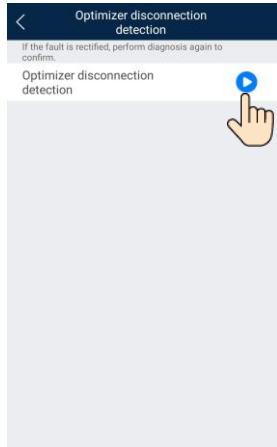 Optimizer disconnection
detection
If the fault is rectified, perform diagnosis again to
confirm.
Optimizer disconnection
detection